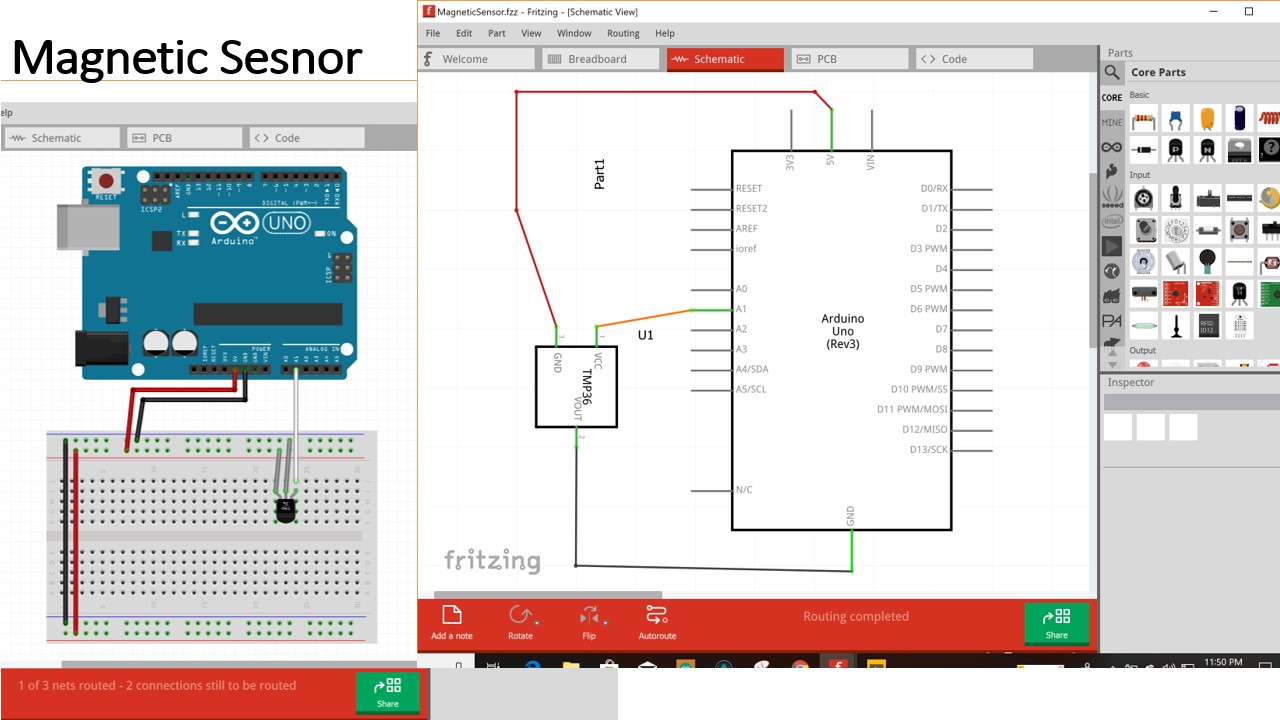 Magnetic Sesnor
elp
Schematic
PCB
Code
RESET
ICSP2
AREF
GND
13
12
~11
~10
~9
8
7
~6
~5
4
~3
2
TX▸1
RX◂0
DIGITAL (PWM=~)
L
TX
RX
Arduino™
UNO
ON
ICSP
1
IOREF
RESET
3V3
5V
GND
GND
VIN
POWER
ANALOG IN
A0
A1
A2
A3
A4
A5
1 of 3 nets routed - 2 connections still to be routed
Share
MagneticSensor.fzz - Fritzing - [Schematic View]
File Edit Part View Window Routing Help
Welcome
Breadboard
Schematic
PCB
Code
Part1
3V3
5V
VIN
RESET
RESET2
AREF
ioref
A0
A1
A2
A3
A4/SDA
A5/SCL
N/C
D0/RX
D1/TX
D2
D3 PWM
D4
D5 PWM
D6 PWM
D7
D8
D9 PWM
D10 PWM/SS
D11 PWM/MOSI
D12/MISO
D13/SCK
Arduino
Uno
(Rev3)
GND
U1
3
1
GND
VCC
TMP36
VOUT
2
fritzing
Add a note
Rotate
Flip
Autoroute
Routing completed
Share
Parts
Core Parts
CORE
MINE
seeed
intel
PA
Basic
P
N
?
Input
RFID
ID12
Output
Inspector
11:50 PM